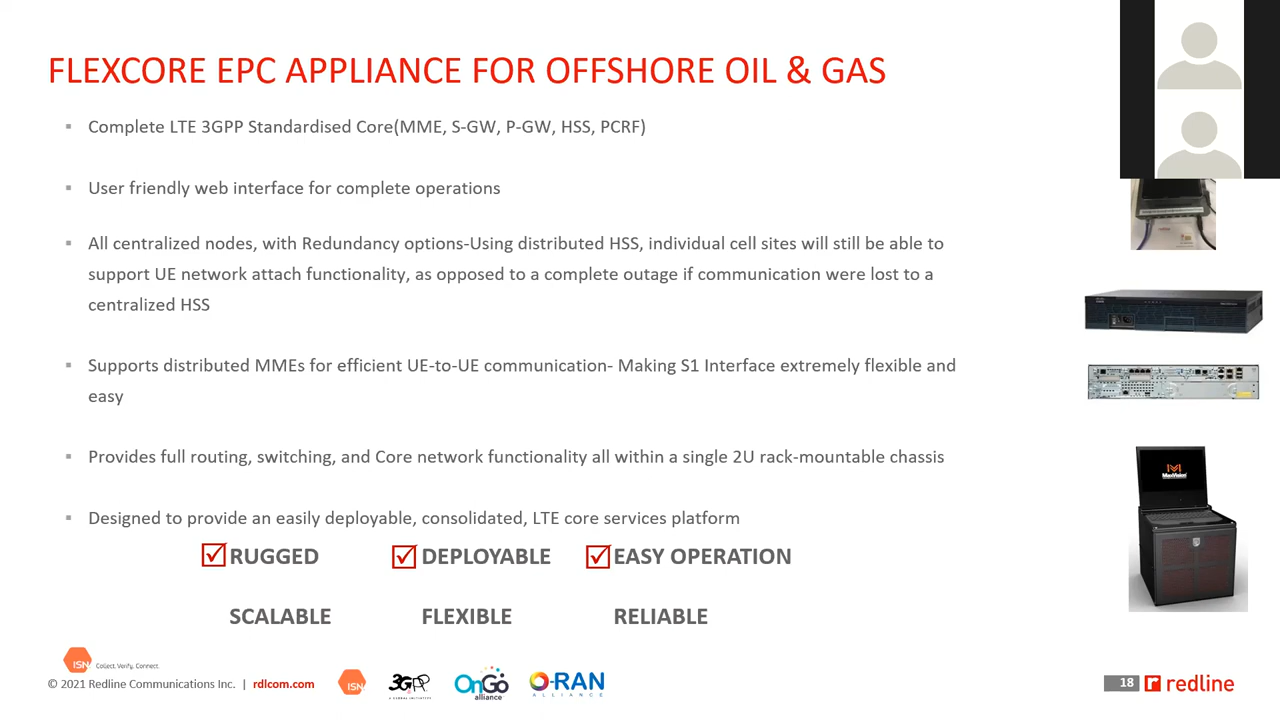 FLEXCORE EPC APPLIANCE FOR OFFSHORE OIL & GAS
Complete LTE 3GPP Standardised Core(MME, S-GW, P-GW, HSS, PCRF)
User friendly web interface for complete operations
All centralized nodes, with Redundancy options-Using distributed HSS, individual cell sites will still be able to
support UE network attach functionality, as opposed to a complete outage if communication were lost to a
centralized HSS
Supports distributed MMEs for efficient UE-to-UE communication- Making S1 Interface extremely flexible and
easy
Provides full routing, switching, and Core network functionality all within a single 2U rack-mountable chassis
Designed to provide an easily deployable, consolidated, LTE core services platform
RUGGED DEPLOYABLE EASY OPERATION
SCALABLE FLEXIBLE RELIABLE
MaxVision
ISN Collect. Verify. Connect.
© 2021 Redline Communications Inc. | rdlcom.com
ISN
3GPP
A GLOBAL INITIATIVE
OnGo
alliance
O-RAN
ALLIANCE
18 redline